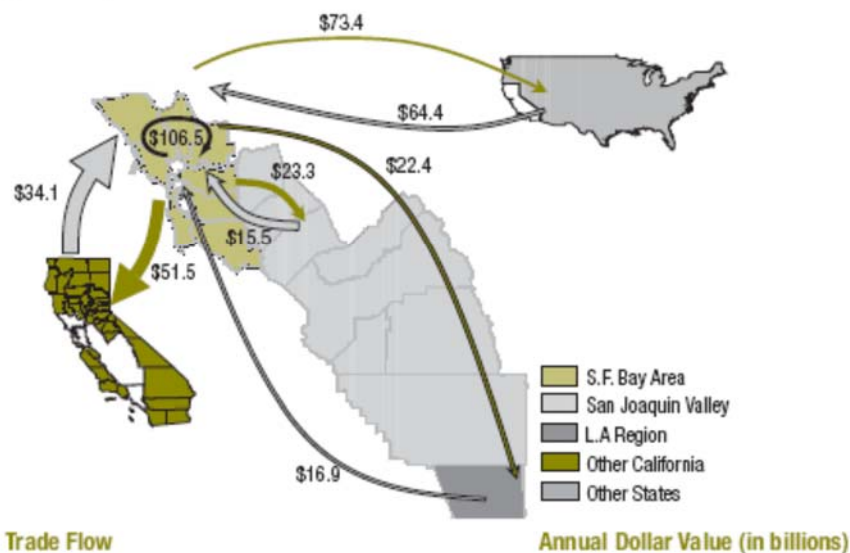 $73.4
$64.4
$106.5
$22.4
$23.3
$34.1
$15.5
$51.5
S.F. Bay Area
San Joaquin Valley
L.A Region
Other California
Other States
$16.9
Trade Flow
Annual Dollar Value (in billions)